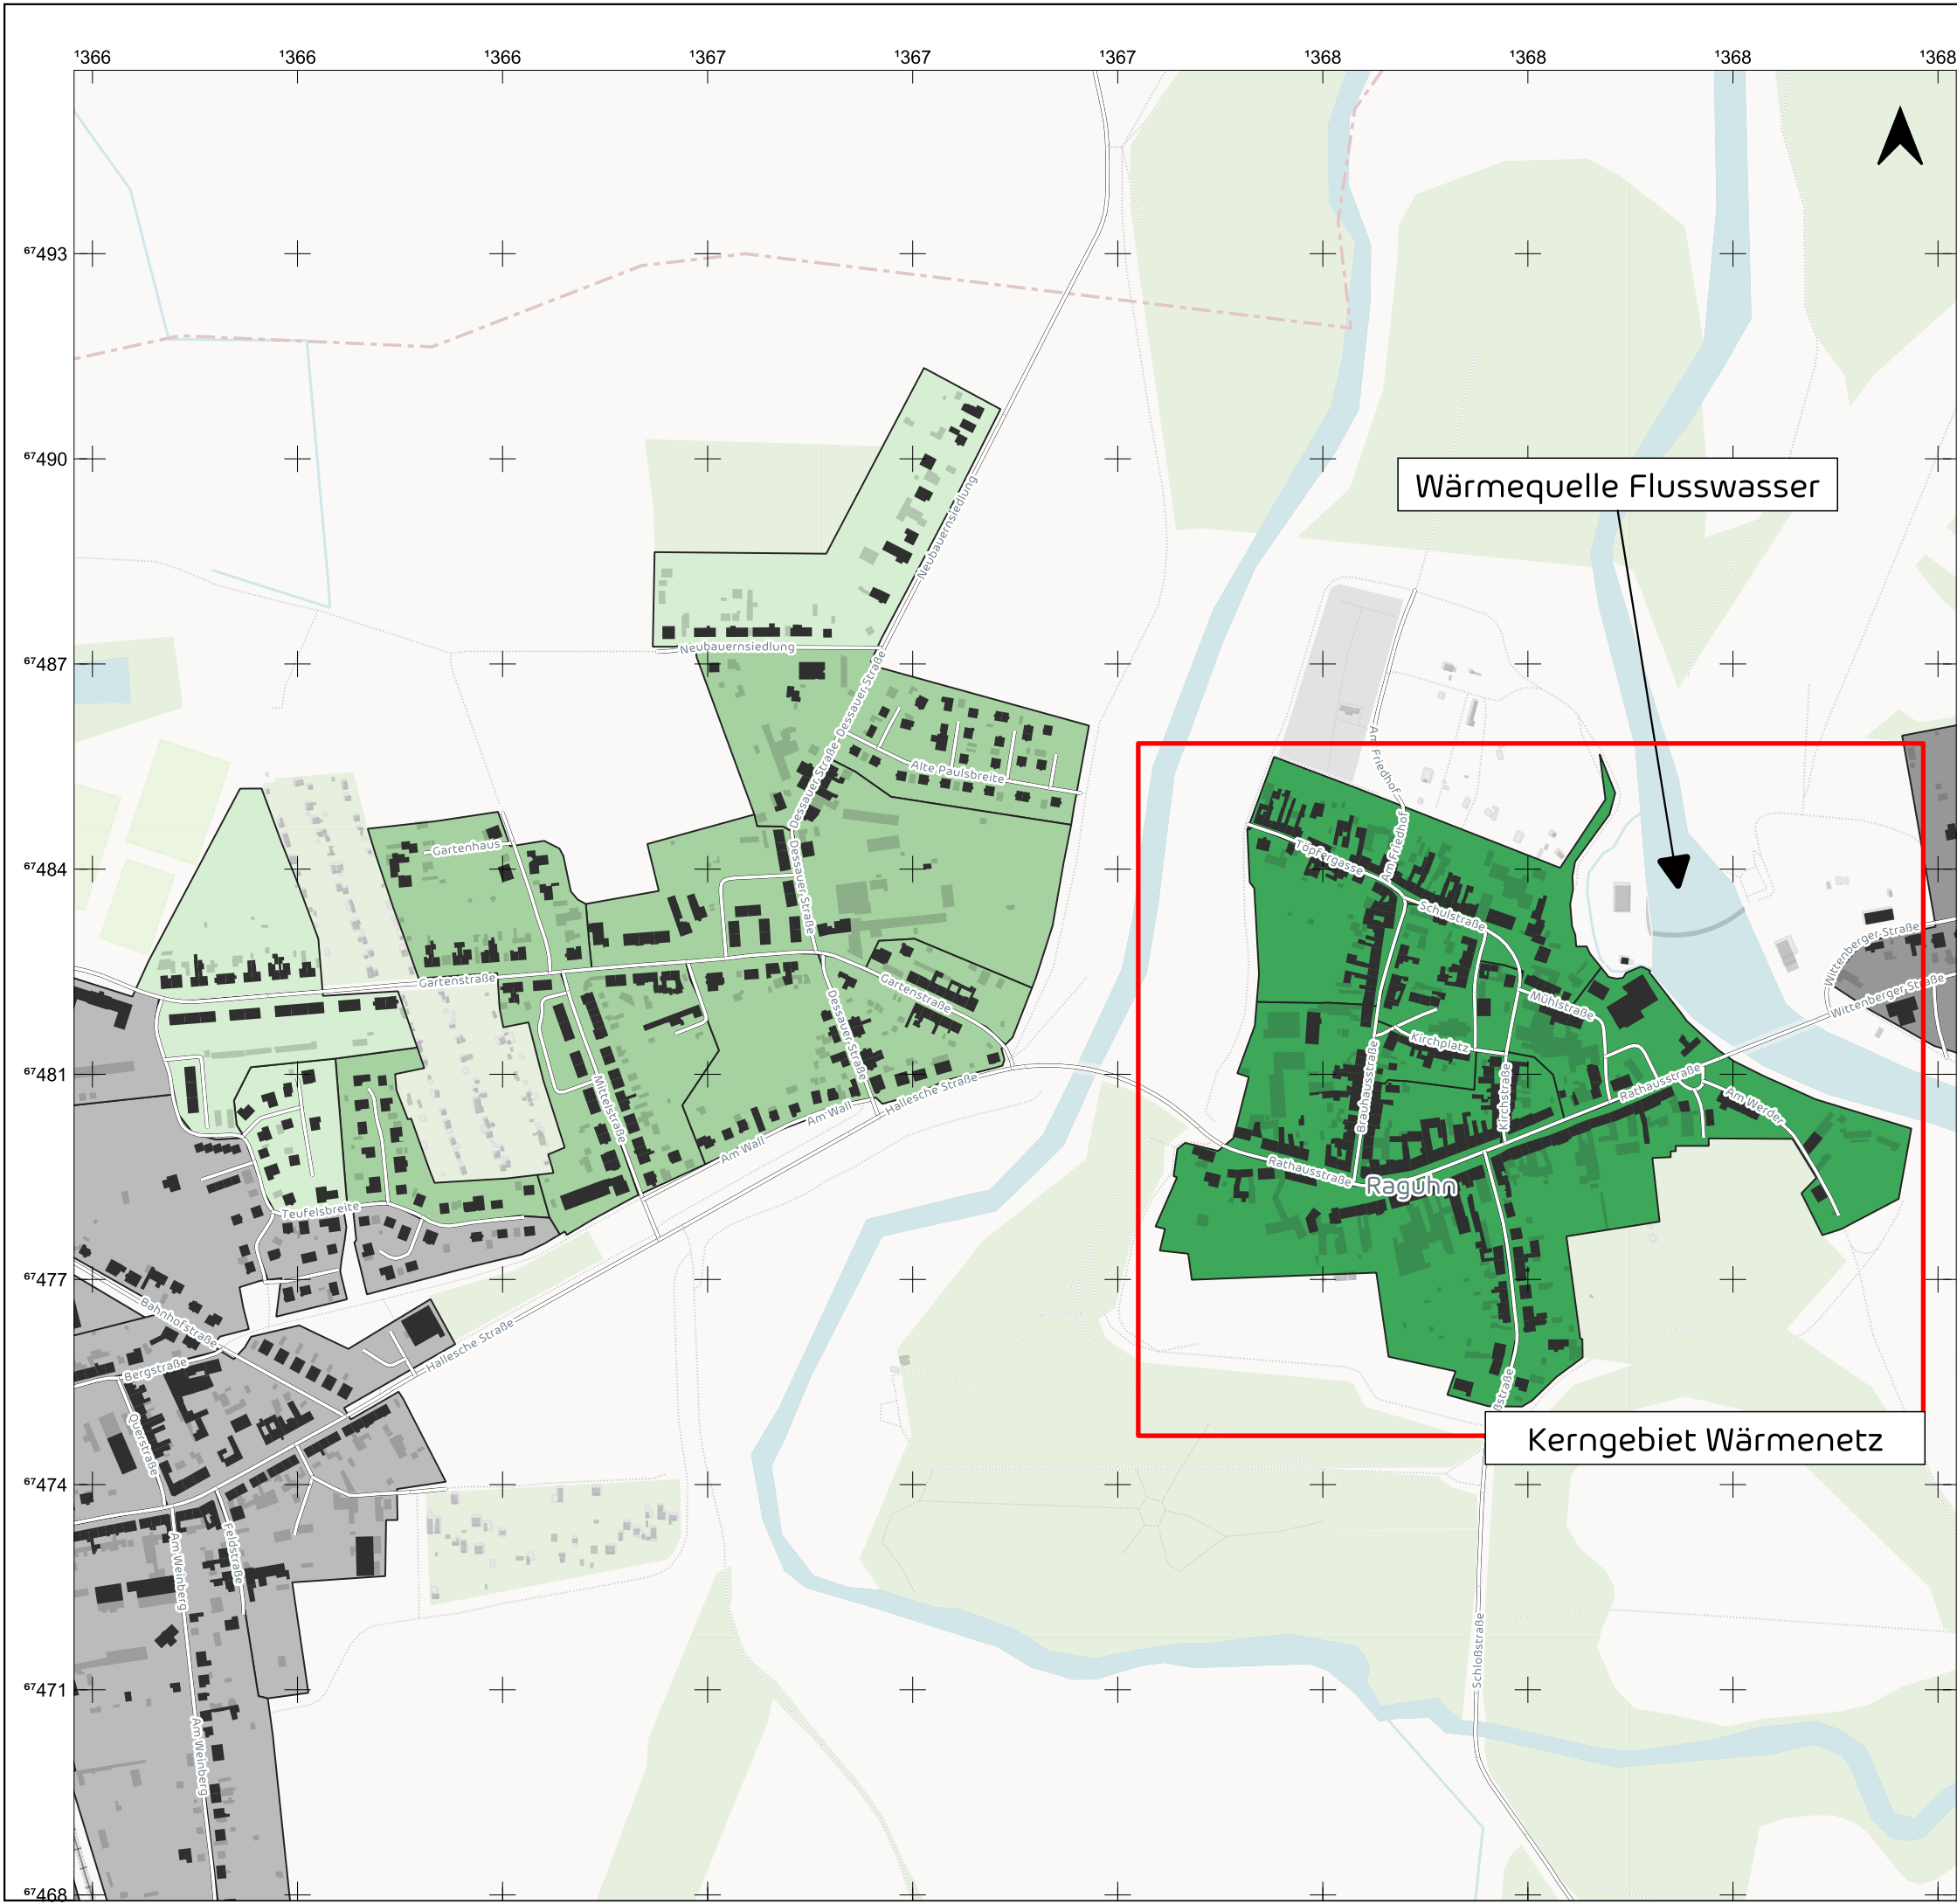 1366 1366 1366 1367 1367 1367 1368 1368 1368 1368
67493
67490
Wärmequelle Flusswasser
Neubauernsiedlung
67487
Neubauernsiedlung
Dessauer Straße
Dessauer Straße
Am Friedhof
Alte Paulsbreite
Dessauer Straße
Gartenhaus
67484
Töpfergasse
Am Friedhof
Dessauer Straße
Schulstraße
Wittenberger Straße
Gartenstraße
Gartenstraße
Wittenberger Straße
Mühlstraße
Dessauer Straße
Kirchplatz
67481
Mittelstraße
Hallesche Straße
Brauhausstraße
Kirchstraße
Rathausstraße
Am Werder
Am Wall
Am Wall
Rathausstraße
Raguhn
Teufelsbreite
67477
Bahnhofstraße
Hallesche Straße
Bergstraße
ßstraße
Querstraße
Kerngebiet Wärmenetz
67474
Am Weinberg
Feldstraße
Schloßstraße
67471
Am Weinberg
67468